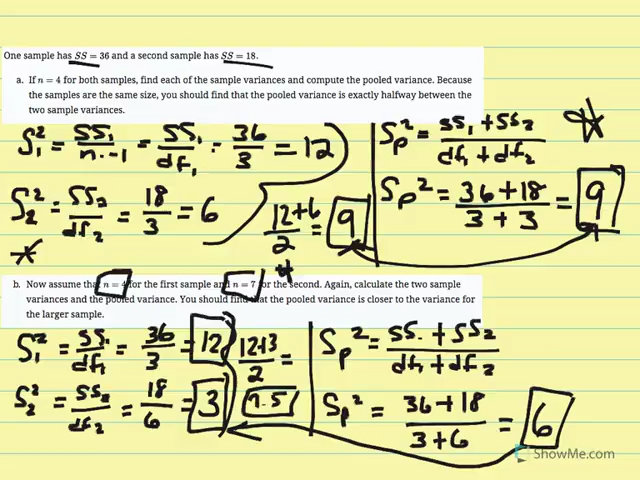 One sample has SS = 36 and a second sample has SS = 18.
a. If n = 4 for both samples, find each of the sample variances and compute the pooled variance. Because
the samples are the same size, you should find that the pooled variance is exactly halfway between the
two sample variances.
S₁² = SS₁/n₁-1 = SS₁/df₁ = 36/3 = 12
S₂² = SS₂/df₂ = 18/3 = 6
12+6/2 = 9
Sp² = SS₁ + SS₂/df₁ + df₂
Sp² = 36 + 18/3 + 3 = 9
b. Now assume that n = 4 for the first sample and n = 7 for the second. Again, calculate the two sample
variances and the pooled variance. You should find that the pooled variance is closer to the variance for
the larger sample.
S₁² = SS₁/df₁ = 36/3 = 12
S₂² = SS₂/df₂ = 18/6 = 3
12+3/2 =
7.5
Sp² = SS₁ + SS₂/df₁ + df₂
Sp² = 36 + 18/3 + 6 = 6
ShowMe.com